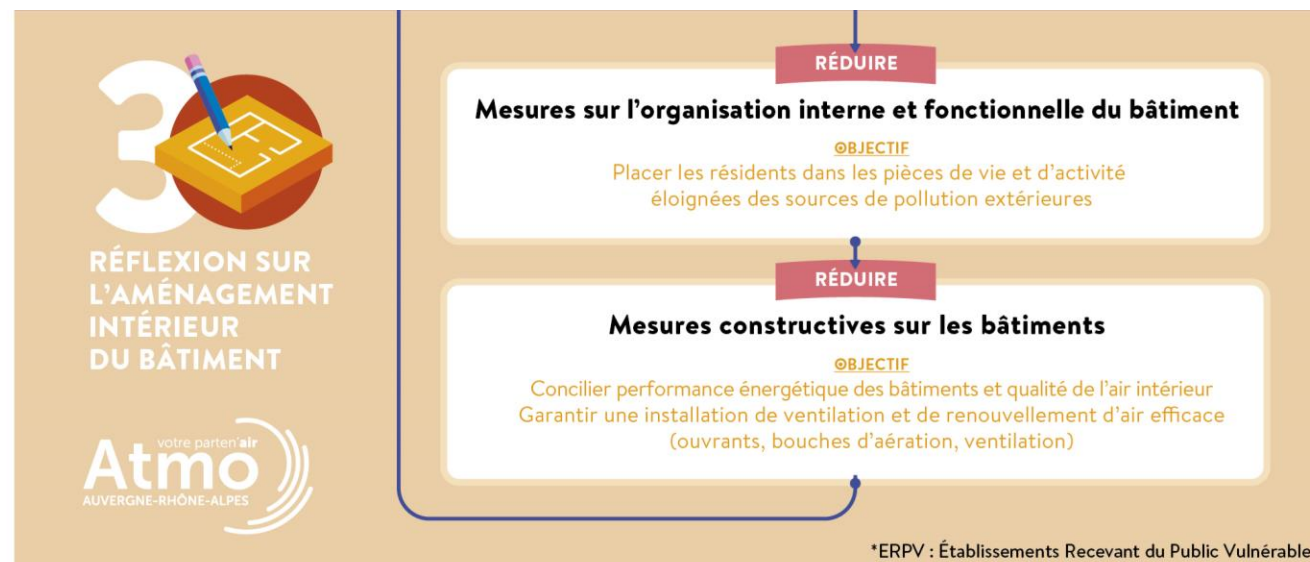 3
RÉFLEXION SUR
L'AMÉNAGEMENT
INTÉRIEUR
DU BÂTIMENT
votre parten'air
Atmo
AUVERGNE-RHÔNE-ALPES
RÉDUIRE
Mesures sur l'organisation interne et fonctionnelle du bâtiment
OBJECTIF
Placer les résidents dans les pièces de vie et d'activité
éloignées des sources de pollution extérieures
RÉDUIRE
Mesures constructives sur les bâtiments
OBJECTIF
Concilier performance énergétique des bâtiments et qualité de l'air intérieur
Garantir une installation de ventilation et de renouvellement d'air efficace
(ouvrants, bouches d'aération, ventilation)
*ERPV : Établissements Recevant du Public Vulnérable